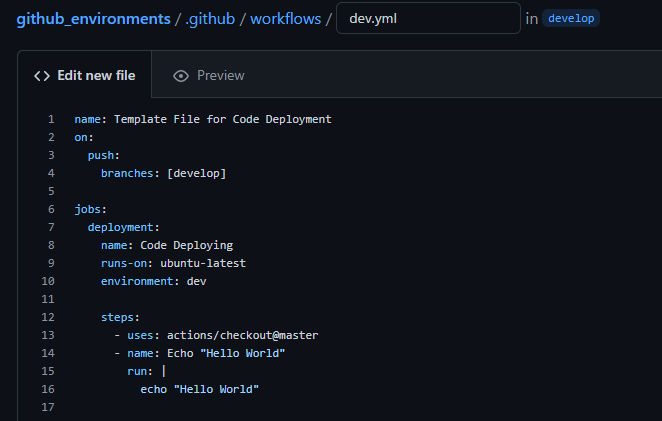 github_environments / .github / workflows / dev.yml in develop
<> Edit new file Preview
1 name: Template File for Code Deployment
2 on:
3 push:
4 branches: [develop]
5
6 jobs:
7 deployment:
8 name: Code Deploying
9 runs-on: ubuntu-latest
10 environment: dev
11
12 steps:
13 - uses: actions/checkout@master
14 - name: Echo "Hello World"
15 run: |
16 echo "Hello World"
17